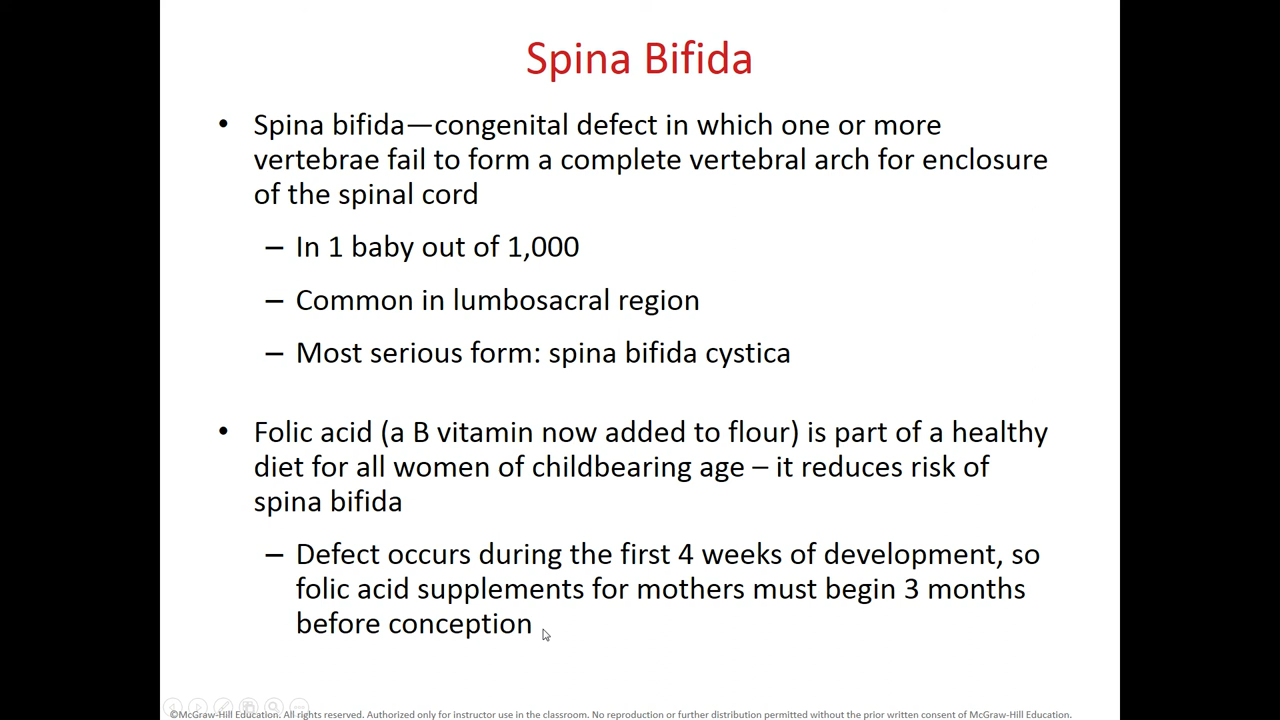 Spina Bifida
• Spina bifida—congenital defect in which one or more
vertebrae fail to form a complete vertebral arch for enclosure
of the spinal cord
– In 1 baby out of 1,000
– Common in lumbosacral region
– Most serious form: spina bifida cystica
• Folic acid (a B vitamin now added to flour) is part of a healthy
diet for all women of childbearing age – it reduces risk of
spina bifida
– Defect occurs during the first 4 weeks of development, so
folic acid supplements for mothers must begin 3 months
before conception
©McGraw-Hill Education. All rights reserved. Authorized only for instructor use in the classroom. No reproduction or further distribution permitted without the prior written consent of McGraw-Hill Education.